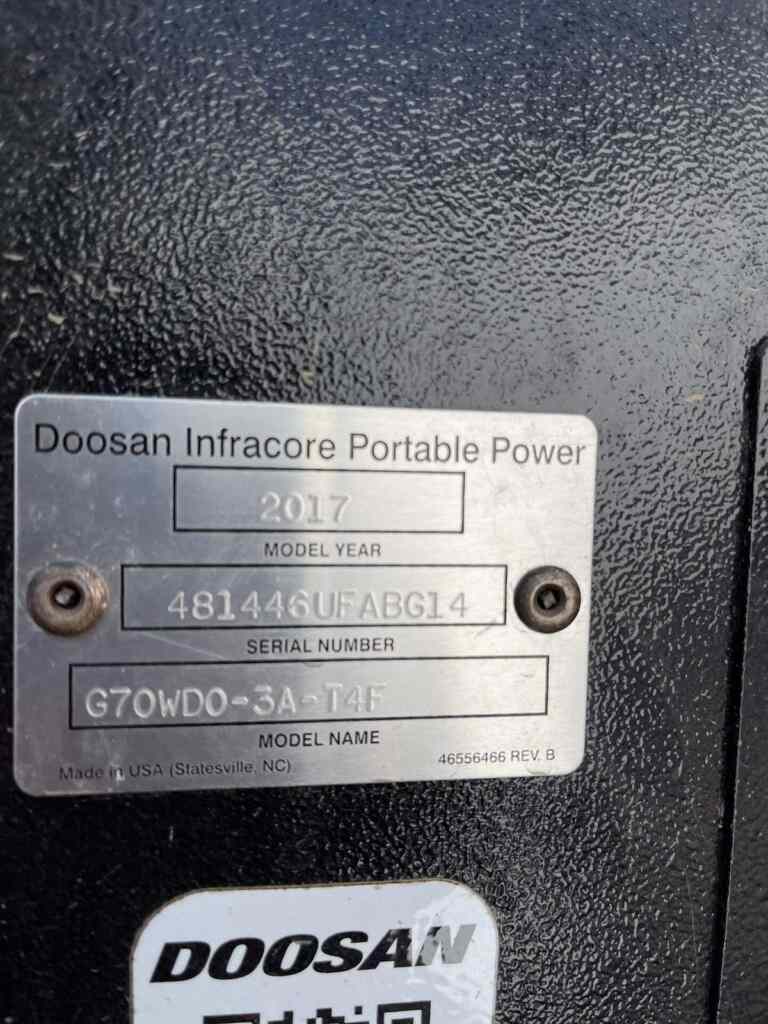 Doosan Infracore Portable Power
2017
MODEL YEAR
481446UFABG14
SERIAL NUMBER
G70WDO-3A-T4F
MODEL NAME
Made in USA (Statesville, NC)
46556466 REV. B
DOOSAN